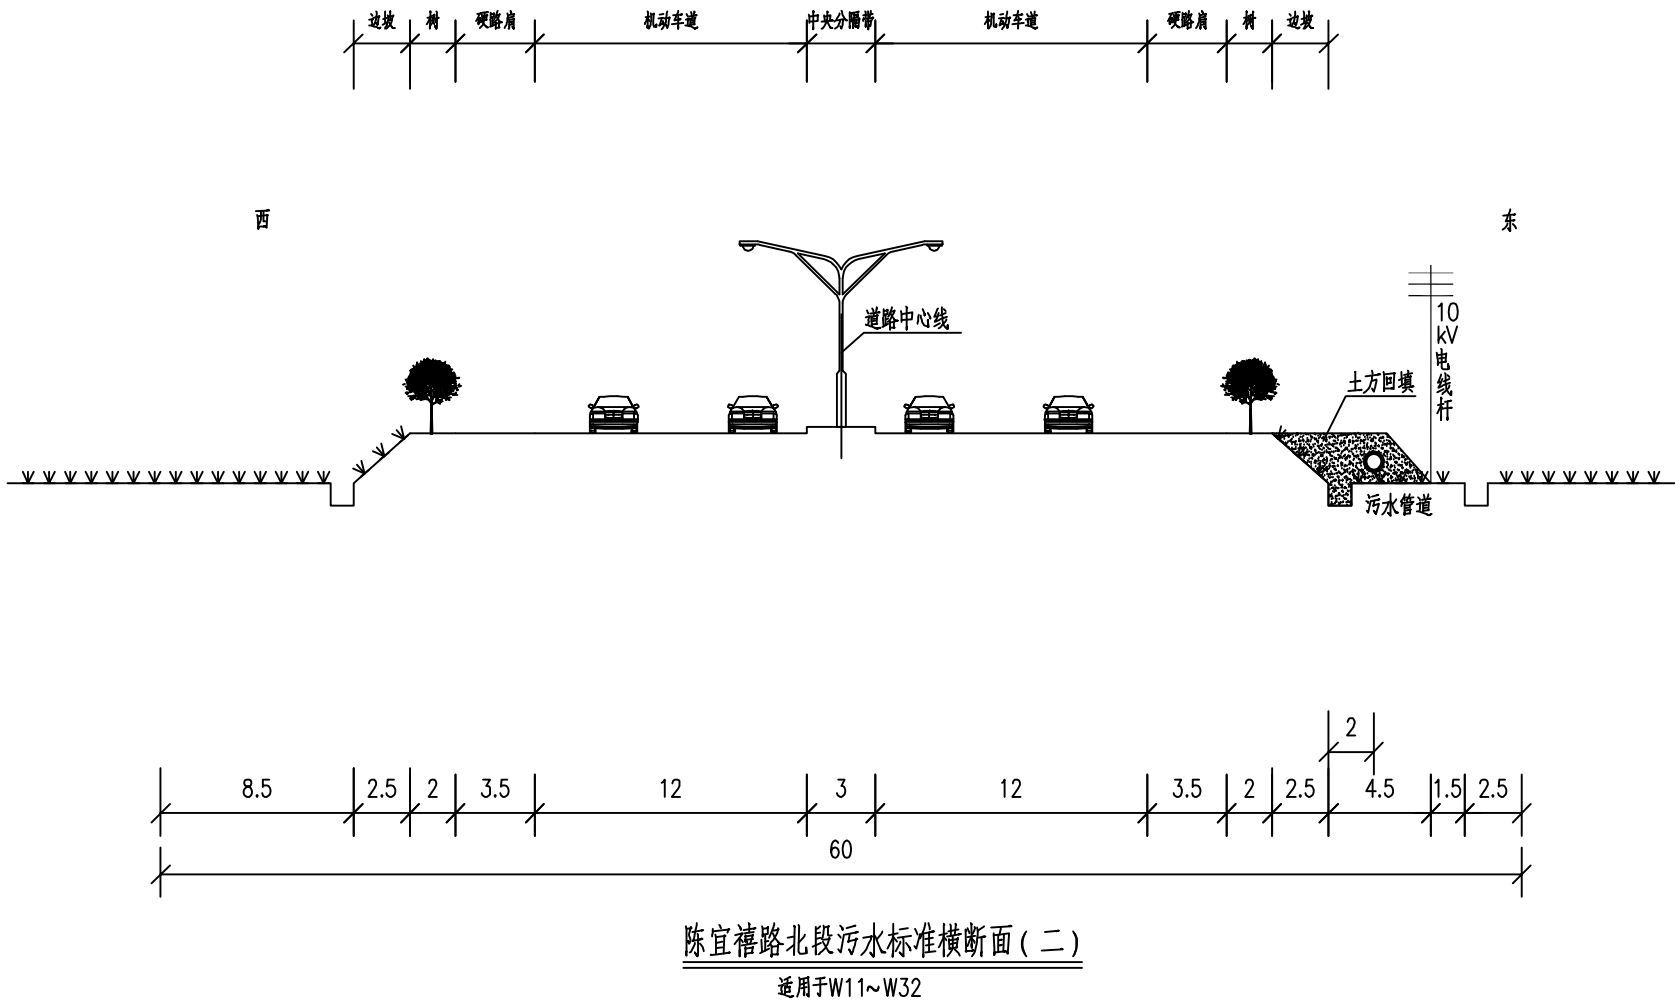 边坡 树 硬路肩 机动车道 中央分隔带 机动车道 硬路肩 树 边坡
西 东
道路中心线
10
kV
电
线
杆
土方回填
污水管道
2
8.5 2.5 2 3.5 12 3 12 3.5 2 2.5 4.5 1.5 2.5
60
陈宜禧路北段污水标准横断面(二)
适用于W11~W32